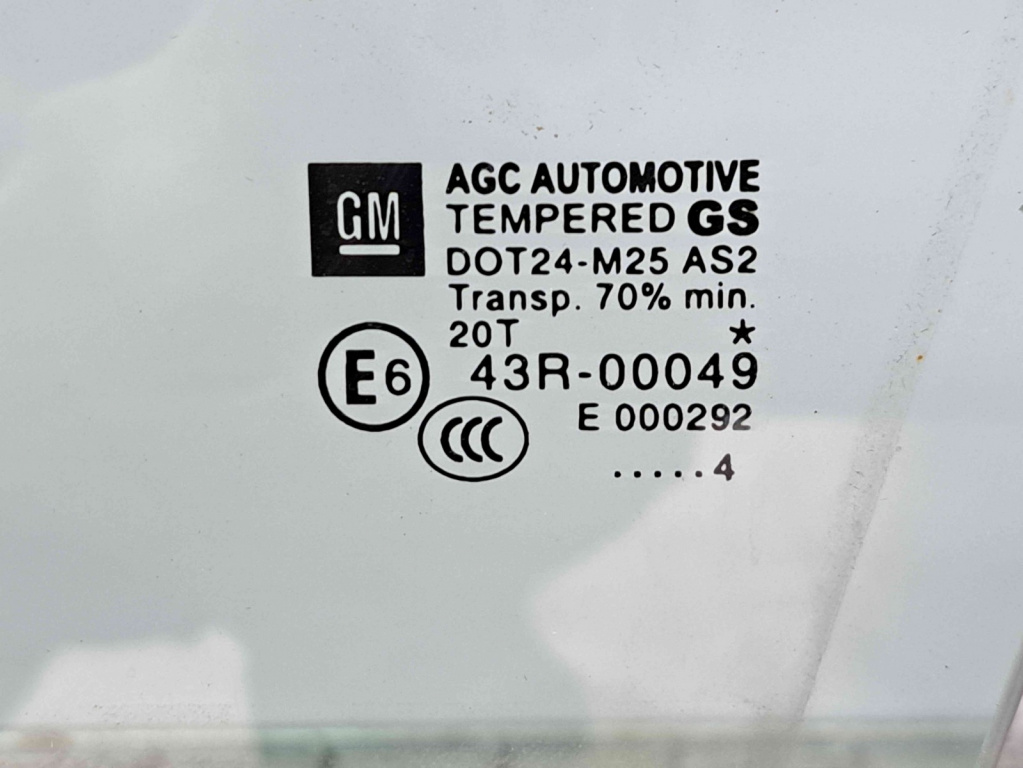 GM
AGC AUTOMOTIVE
TEMPERED GS
DOT24-M25 AS2
Transp. 70% min.
20T ★
E6 43R-00049
CCC E 000292
.....4